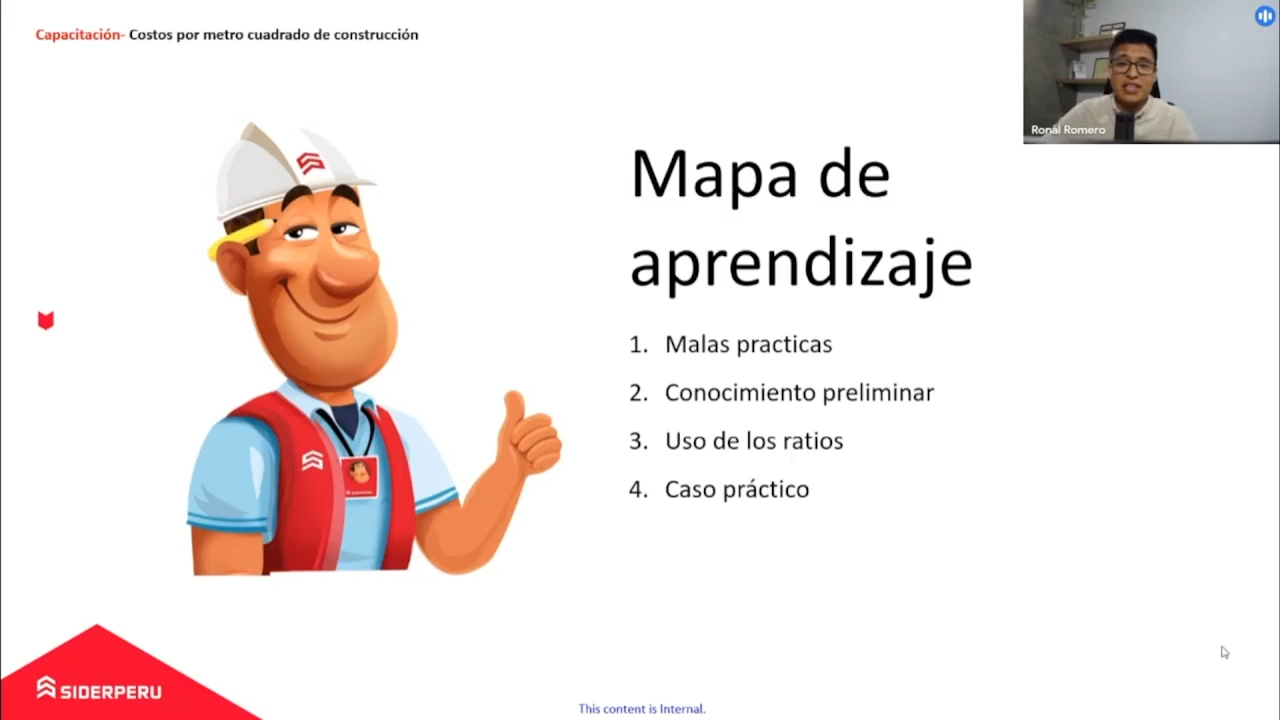 Capacitación- Costos por metro cuadrado de construcción
Ronal Romero
Mapa de
aprendizaje
1. Malas practicas
2. Conocimiento preliminar
3. Uso de los ratios
4. Caso práctico
SIDERPERU
This content is Internal.